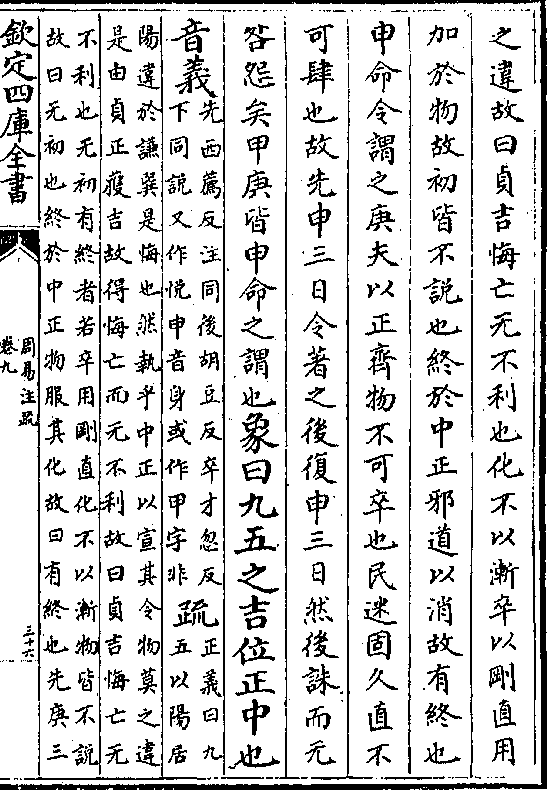 之違故曰貞吉悔亡无不利也化不以漸卒以剛直用
加於物故初皆不說也終於中正邪道以消故有終也
申命令謂之庚夫以正齊物不可卒也民迷固久直不
可肆也故先申三日令著之後復申三日然後誅而无
咎怨矣甲庚皆申命之謂也象曰九五之吉位正中也
音義
先西薦反注同後胡豆反卒才忽反
下同說又作悅申音身或作甲字非
疏
正義曰九
五以陽居
陽違於謙巽是悔也然執乎中正以宣其令物莫之違
是由貞正獲吉故得悔亡而无不利故曰貞吉悔亡无
不利也无初有終者若卒用剛直化不以漸物皆不說
故曰无初也終於中正物服其化故曰有終也先庚三
欽定四庫全書
周易注疏
卷九
三十六